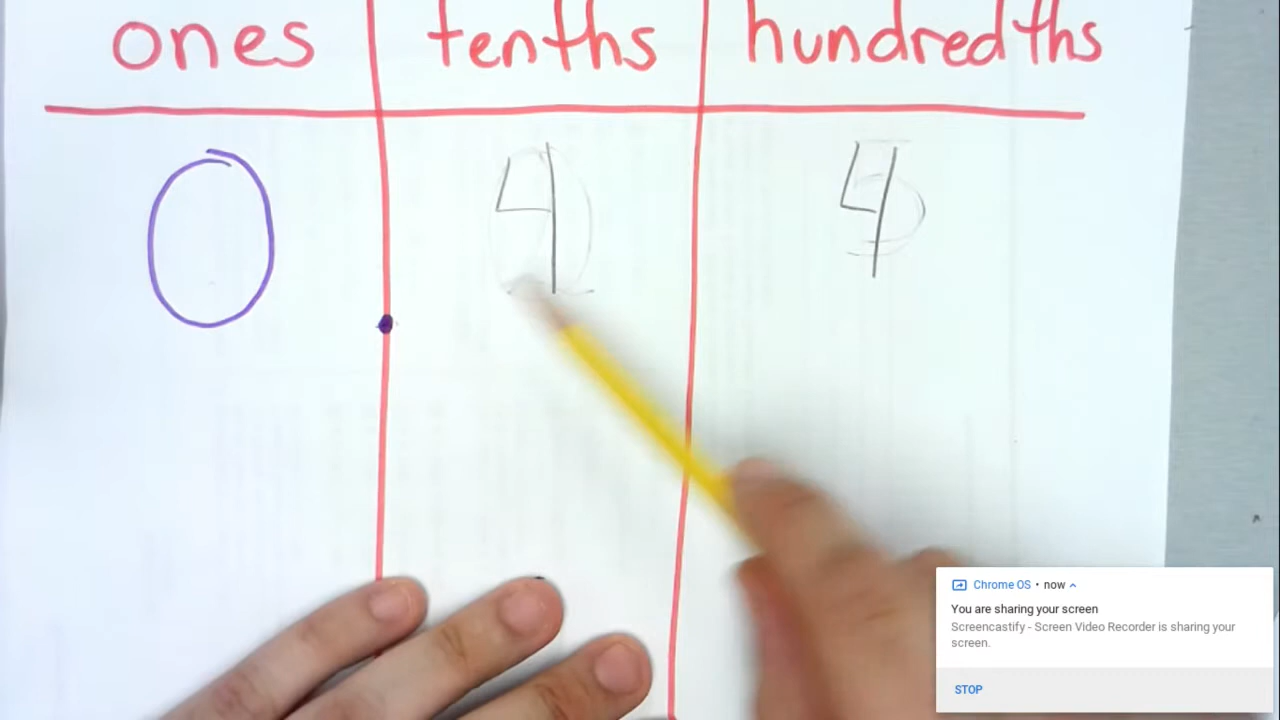 ones tenths hundredths
0 . 4 4
Chrome OS • now
You are sharing your screen
Screencastify - Screen Video Recorder is sharing your
screen.
STOP